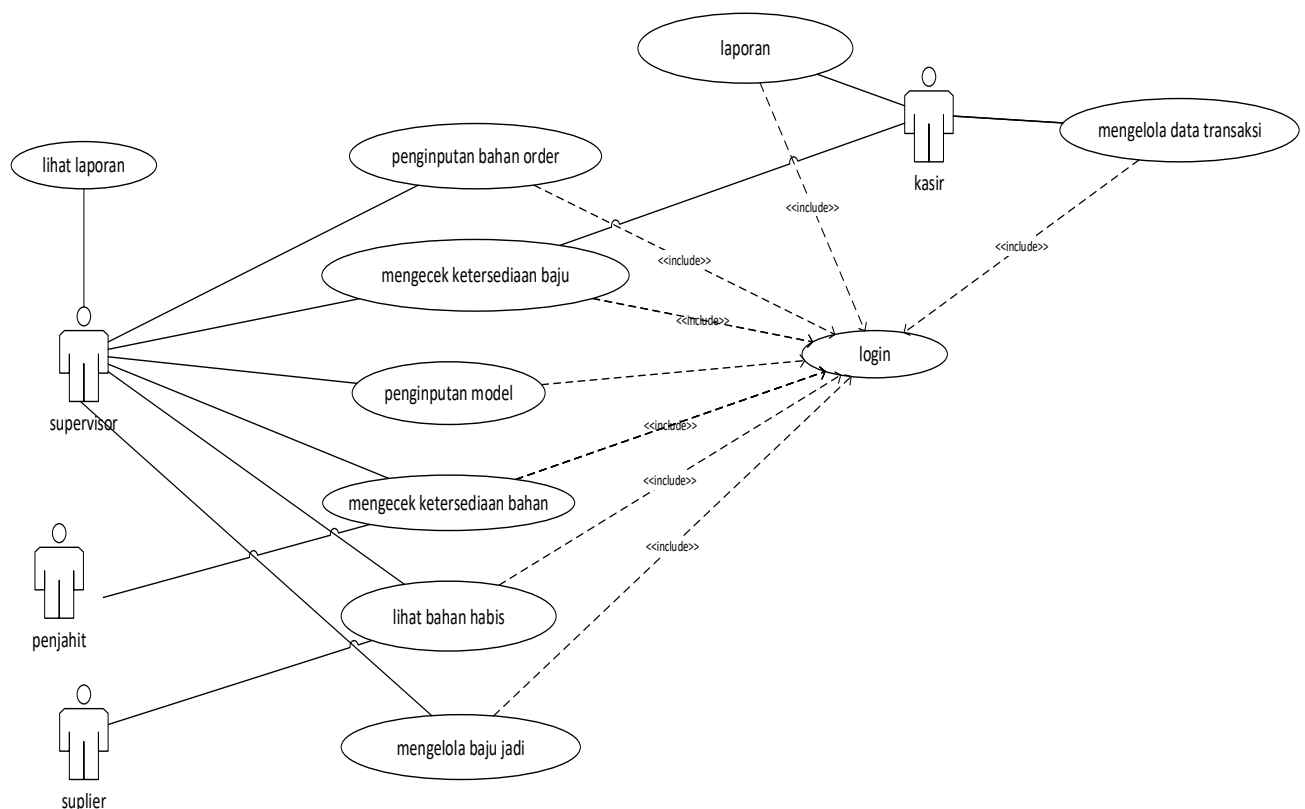 laporan
mengelola data transaksi
kasir
lihat laporan
penginputan bahan order
<<include>>
<<include>>
<<include>>
mengecek ketersediaan baju
<<include>>
login
supervisor
penginputan model
<<include>>
mengecek ketersediaan bahan
<<include>>
<<include>>
penjahit
lihat bahan habis
suplier
mengelola baju jadi